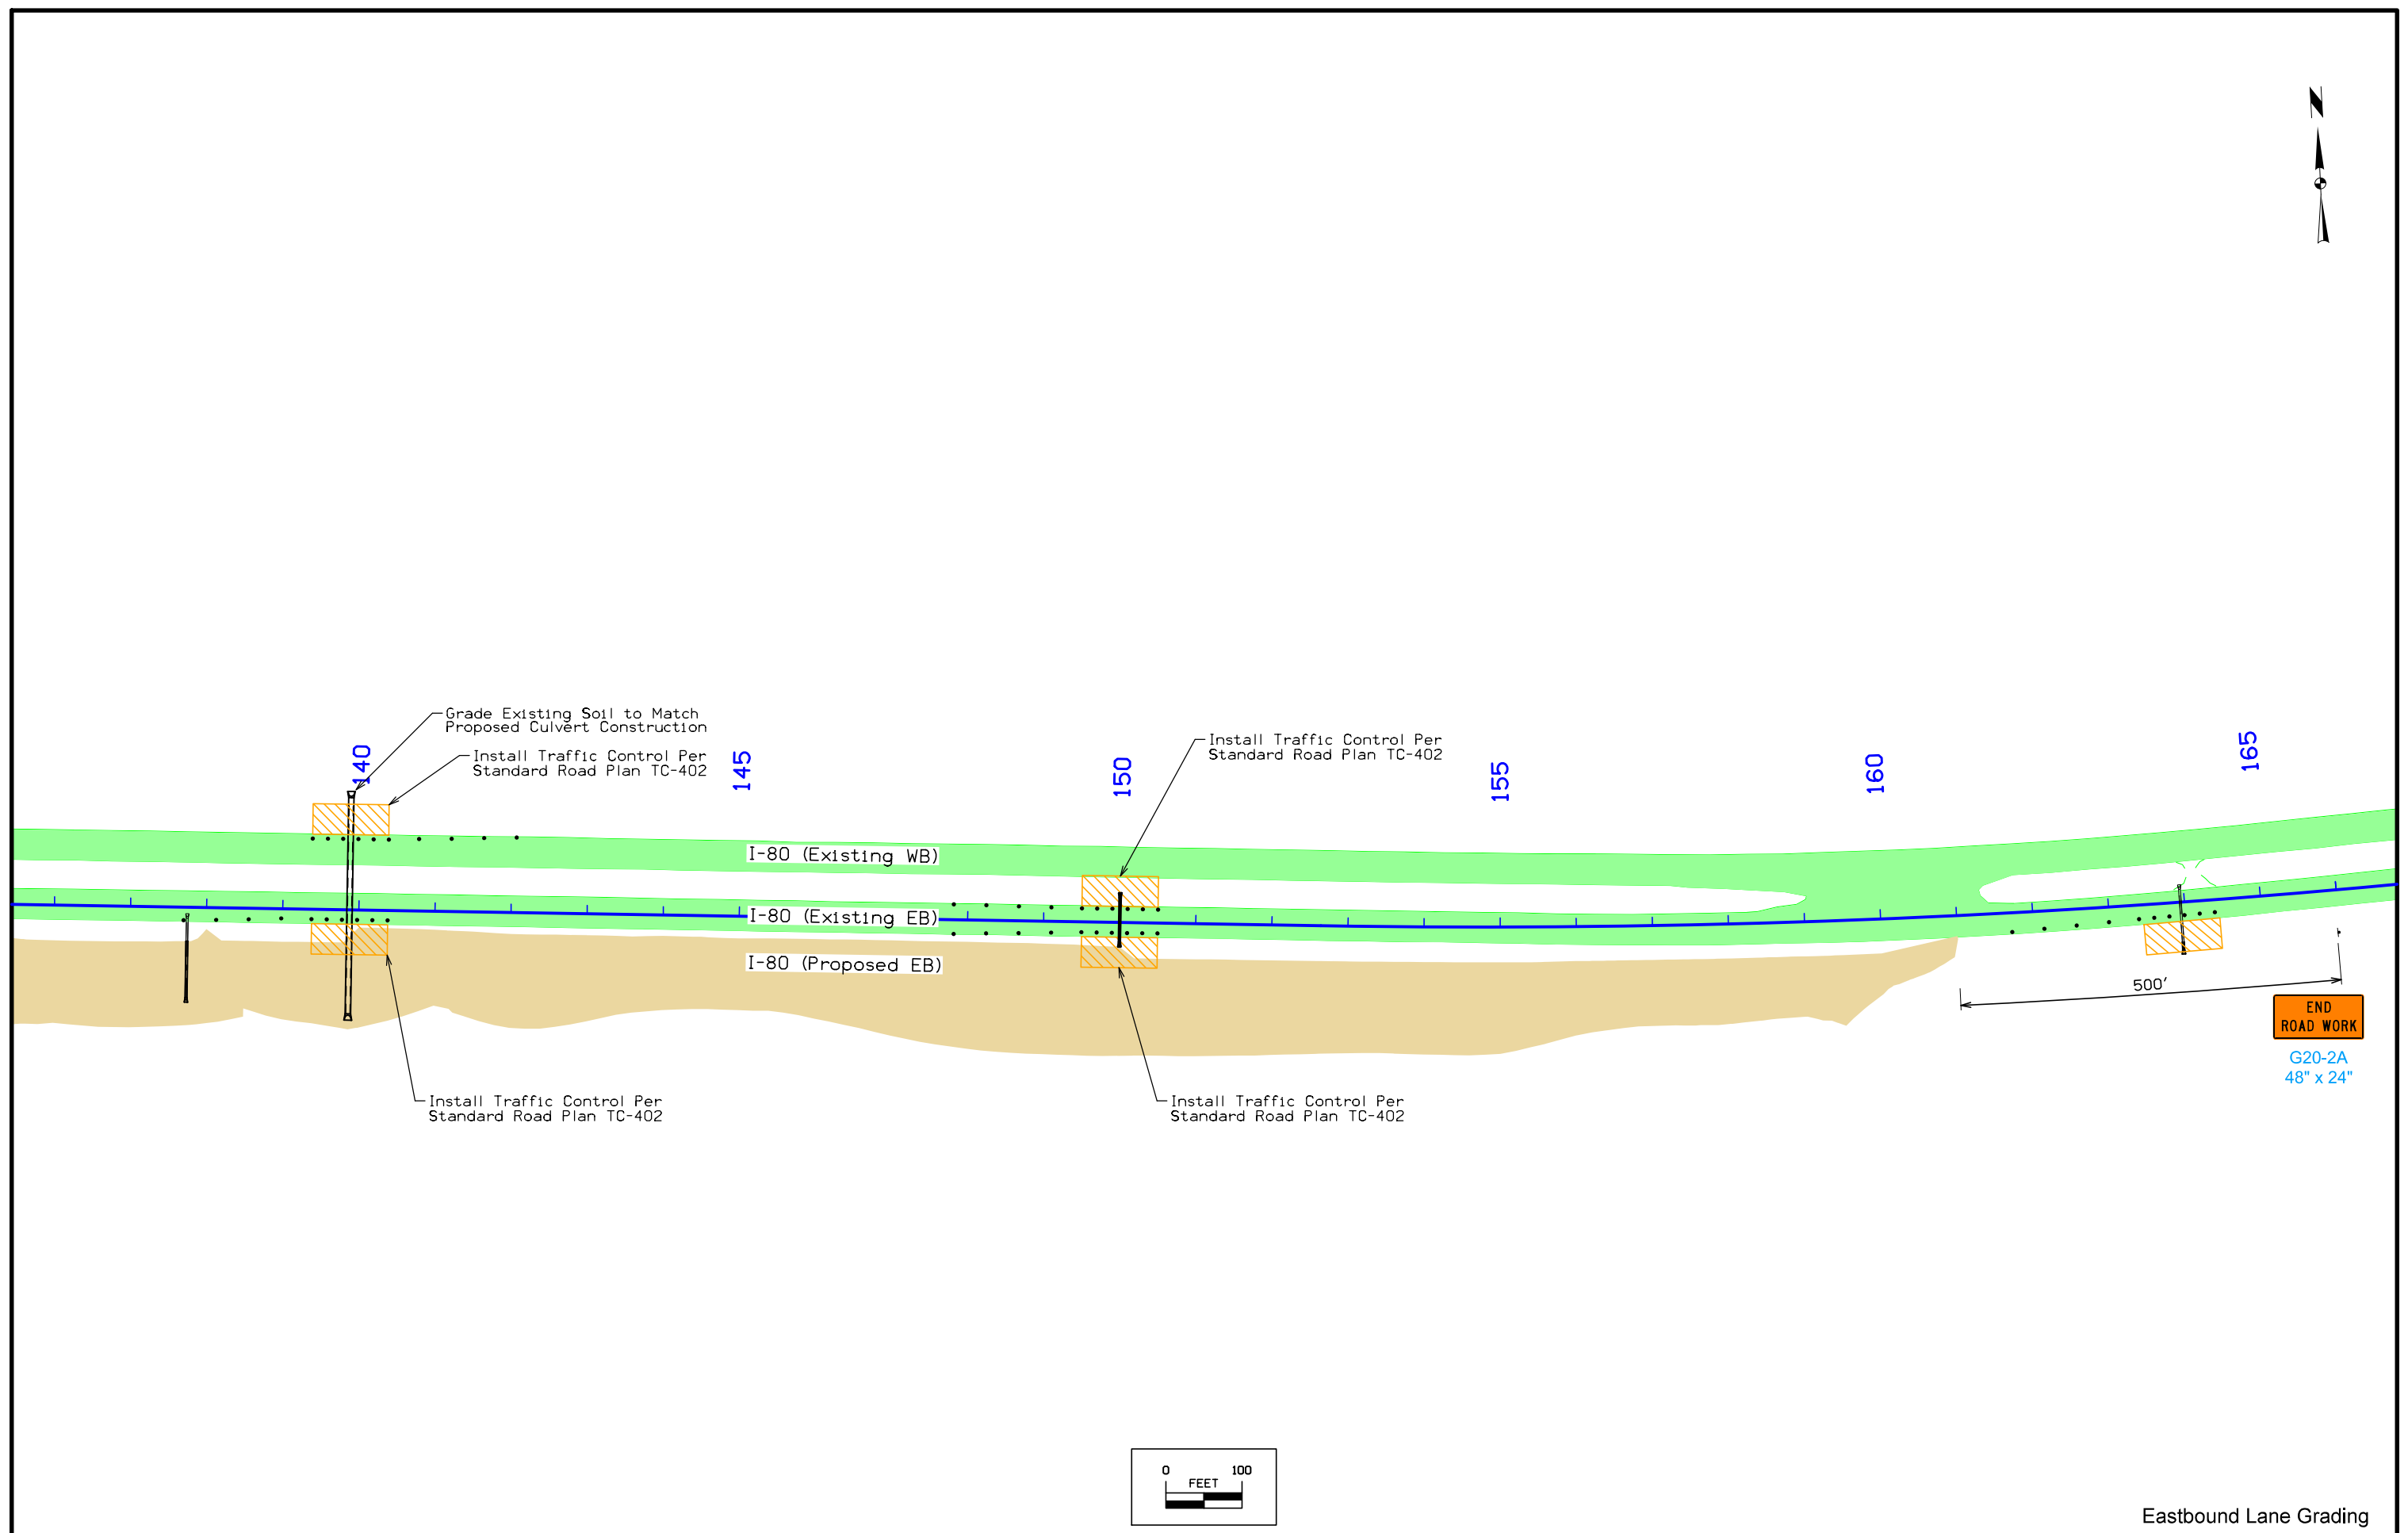 N
Grade Existing Soil to Match
Proposed Culvert Construction
Install Traffic Control Per
Standard Road Plan TC-402
Install Traffic Control Per
Standard Road Plan TC-402
140
145
150
155
160
165
I-80 (Existing WB)
I-80 (Existing EB)
I-80 (Proposed EB)
500'
END
ROAD WORK
G20-2A
48" x 24"
Install Traffic Control Per
Standard Road Plan TC-402
Install Traffic Control Per
Standard Road Plan TC-402
0 100
FEET
Eastbound Lane Grading